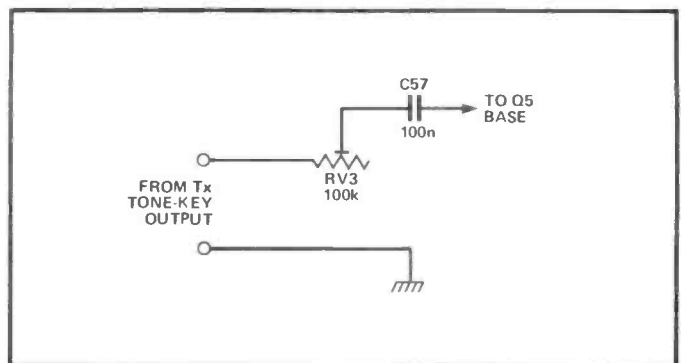 C57
100n
TO Q5
BASE
RV3
100k
FROM Tx
TONE-KEY
OUTPUT